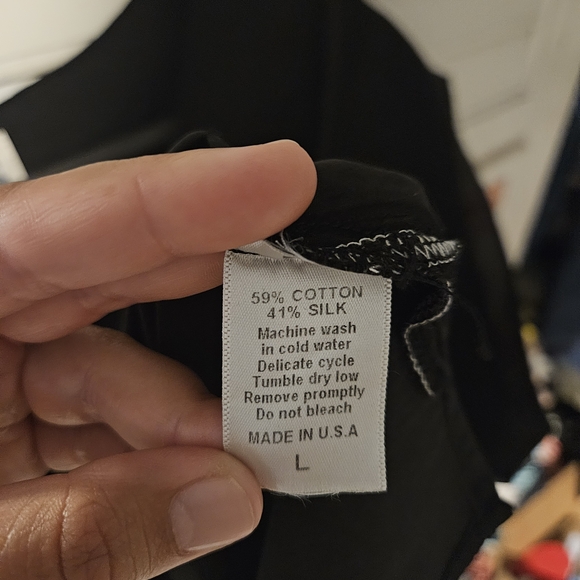 59% COTTON
41% SILK
Machine wash
in cold water
Delicate cycle
Tumble dry low
Remove promptly
Do not bleach
MADE IN U.S.A
L